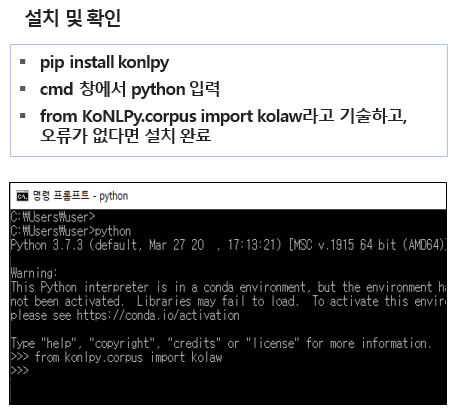 설치 및 확인
▪ pip install konlpy
▪ cmd 창에서 python 입력
▪ from KoNLPy.corpus import kolaw라고 기술하고,
오류가 없다면 설치 완료
명령 프롬프트 - python
C:₩Users₩user>
C:₩Users₩user>python
Python 3.7.3 (default, Mar 27 20  , 17:13:21) [MSC v.1915 64 bit (AMD64)]
Warning:
This Python interpreter is in a conda environment, but the environment
not been activated.  Libraries may fail to load.  To activate this
please see https://conda.io/activation
Type "help", "copyright", "credits" or "license" for more information.
>>> from konlpy.corpus import kolaw
>>>